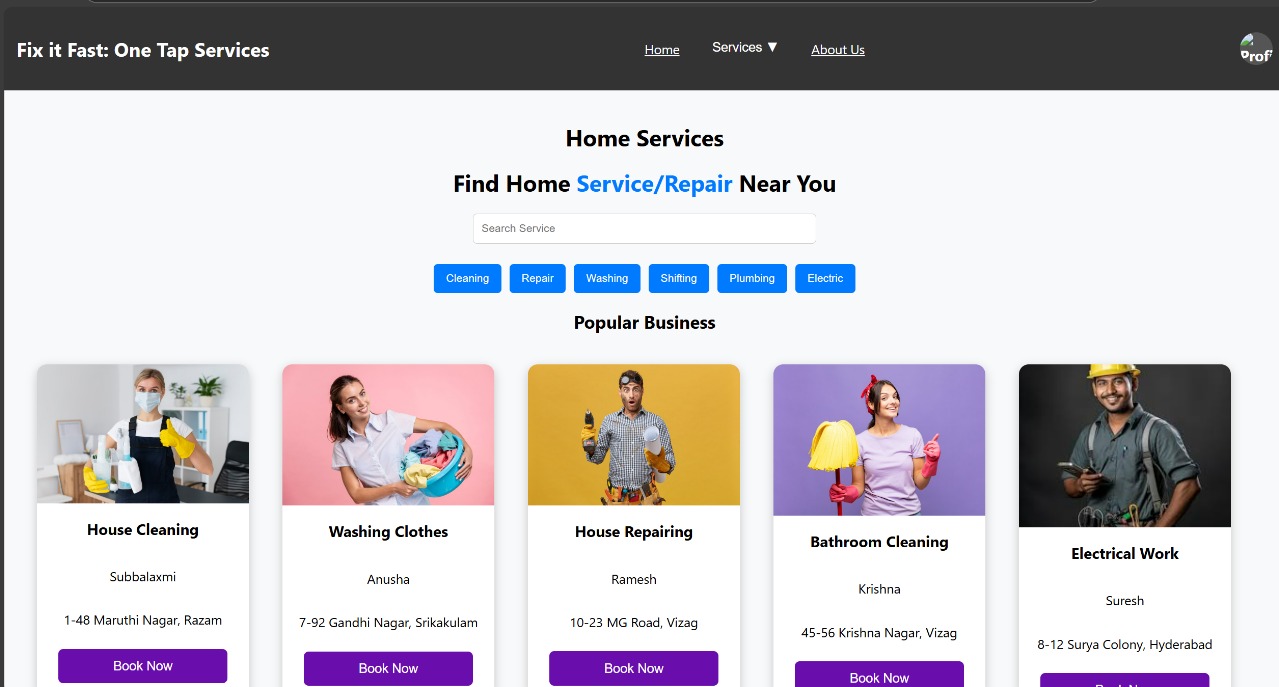 Fix it Fast: One Tap Services
Home Services ▼ About Us
Home Services
Find Home Service/Repair Near You
Search Service
Cleaning Repair Washing Shifting Plumbing Electric
Popular Business
House Cleaning
Subbalaxmi
1-48 Maruthi Nagar, Razam
Book Now
Washing Clothes
Anusha
7-92 Gandhi Nagar, Srikakulam
Book Now
House Repairing
Ramesh
10-23 MG Road, Vizag
Book Now
Bathroom Cleaning
Krishna
45-56 Krishna Nagar, Vizag
Book Now
Electrical Work
Suresh
8-12 Surya Colony, Hyderabad